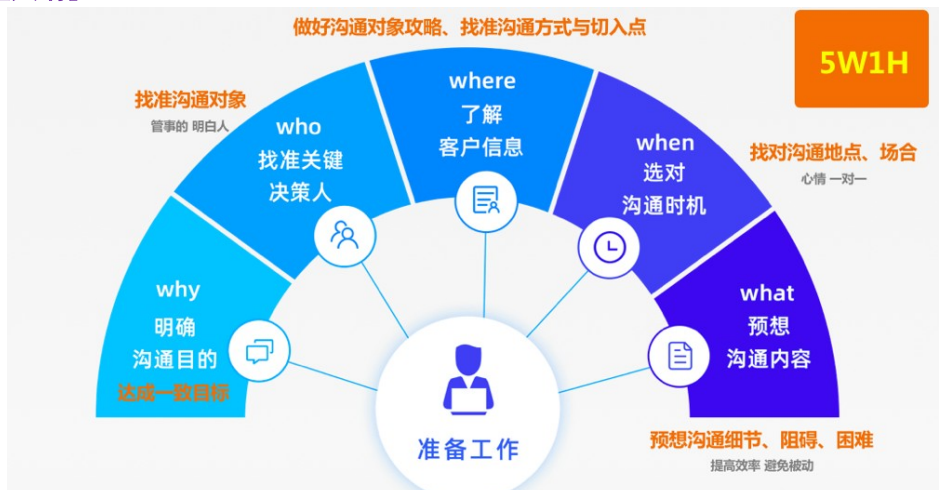 做好沟通对象攻略、找准沟通方式与切入点
5W1H
找准沟通对象
管事的 明白人
who
找准关键
决策人
where
了解
客户信息
when
选对
沟通时机
找对沟通地点、场合
心情 一对一
why
明确
沟通目的
达成一致目标
what
预想
沟通内容
准备工作
预想沟通细节、阻碍、困难
提高效率 避免被动